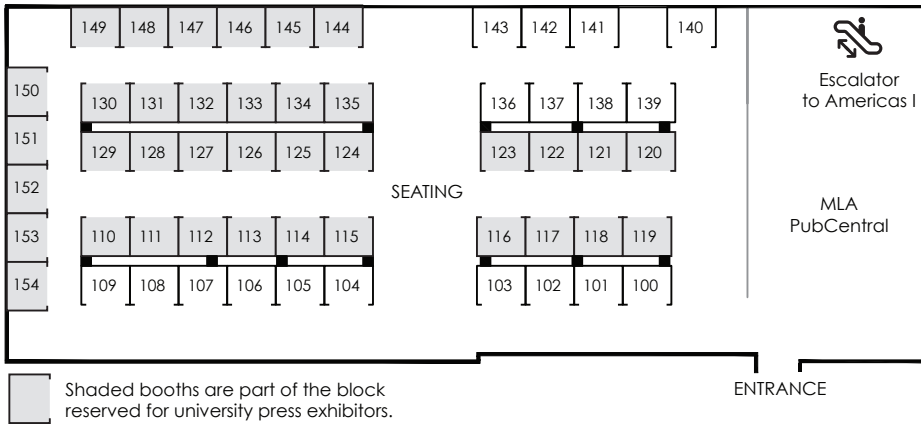 149 148 147 146 145 144 143 142 141 140
Escalator
to Americas I
150
130 131 132 133 134 135 136 137 138 139
151
129 128 127 126 125 124 123 122 121 120
152
SEATING
MLA
PubCentral
153
110 111 112 113 114 115 116 117 118 119
154
109 108 107 106 105 104 103 102 101 100
ENTRANCE
Shaded booths are part of the block
reserved for university press exhibitors.